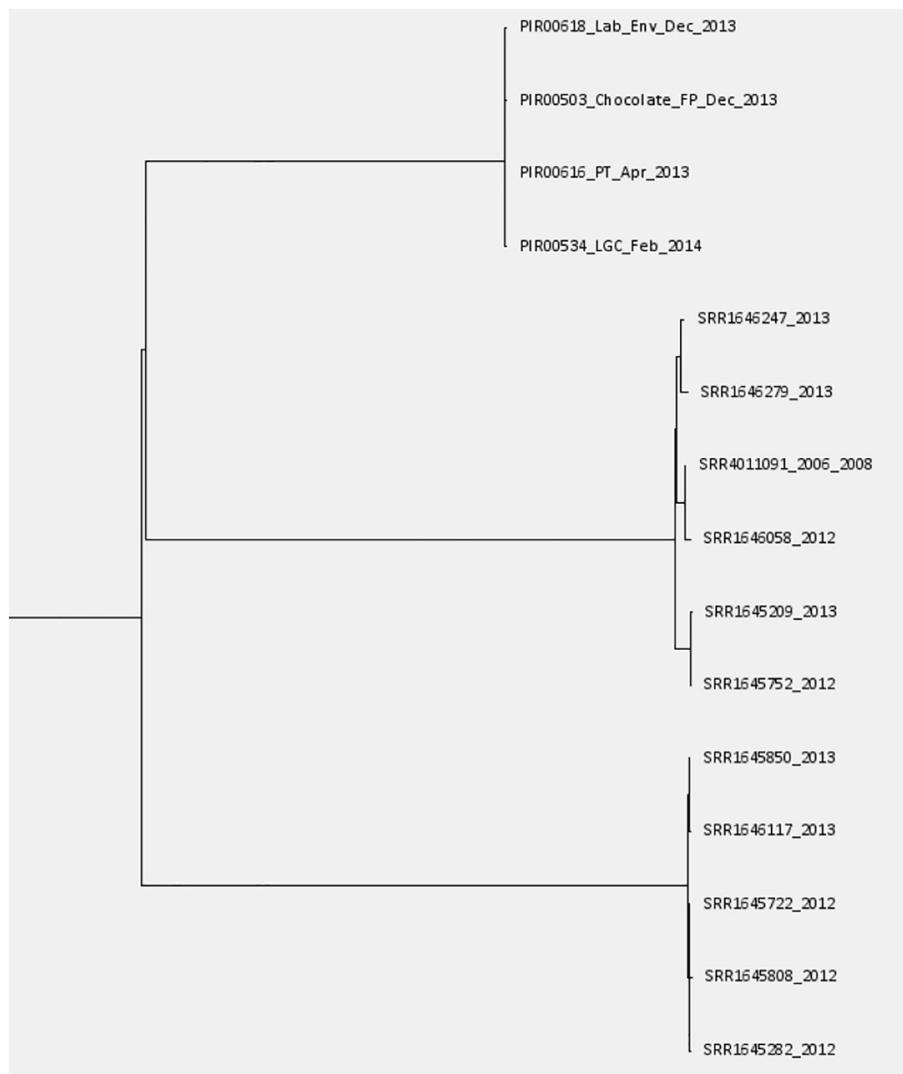 PIR00618_Lab_Env_Dec_2013
PIR00503_Chocolate_FP_Dec_2013
PIR00616_PT_Apr_2013
PIR00534_LGC_Feb_2014
SRR1646247_2013
SRR1646279_2013
SRR4011091_2006_2008
SRR1646058_2012
SRR1645209_2013
SRR1645752_2012
SRR1645850_2013
SRR1646117_2013
SRR1645722_2012
SRR1645808_2012
SRR1645282_2012